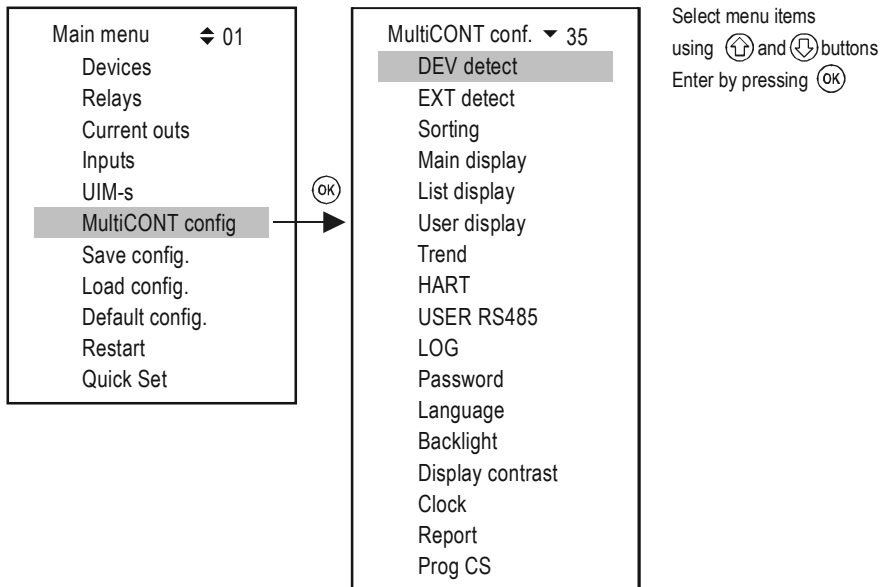 Main menu 01
Devices
Relays
Current outs
Inputs
UIM-s
MultiCONT config
Save config.
Load config.
Default config.
Restart
Quick Set
OK
MultiCONT conf. 35
DEV detect
EXT detect
Sorting
Main display
List display
User display
Trend
HART
USER RS485
LOG
Password
Language
Backlight
Display contrast
Clock
Report
Prog CS
Select menu items
using and buttons
Enter by pressing OK